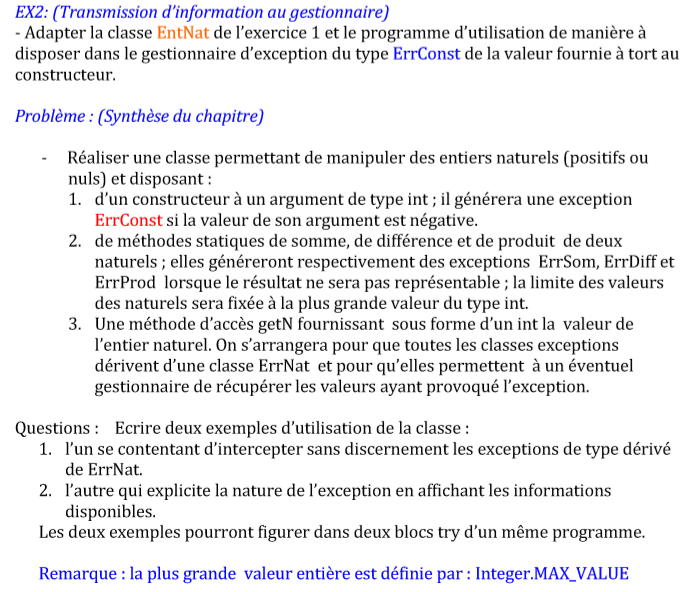 EX2: (Transmission d'information au gestionnaire)
- Adapter la classe EntNat de l'exercice 1 et le programme d'utilisation de manière à
disposer dans le gestionnaire d'exception du type ErrConst de la valeur fournie à tort au
constructeur.
Problème : (Synthèse du chapitre)
- Réaliser une classe permettant de manipuler des entiers naturels (positifs ou
nuls) et disposant :
1. d'un constructeur à un argument de type int ; il générera une exception
ErrConst si la valeur de son argument est négative.
2. de méthodes statiques de somme, de différence et de produit de deux
naturels ; elles généreront respectivement des exceptions ErrSom, ErrDiff et
ErrProd lorsque le résultat ne sera pas représentable ; la limite des valeurs
des naturels sera fixée à la plus grande valeur du type int.
3. Une méthode d'accès getN fournissant sous forme d'un int la valeur de
l'entier naturel. On s'arrangera pour que toutes les classes exceptions
dérivent d'une classe ErrNat et pour qu'elles permettent à un éventuel
gestionnaire de récupérer les valeurs ayant provoqué l'exception.
Questions : Ecrire deux exemples d'utilisation de la classe :
1. l'un se contentant d'intercepter sans discernement les exceptions de type dérivé
de ErrNat.
2. l'autre qui explicite la nature de l'exception en affichant les informations
disponibles.
Les deux exemples pourront figurer dans deux blocs try d'un même programme.
Remarque : la plus grande valeur entière est définie par : Integer.MAX_VALUE